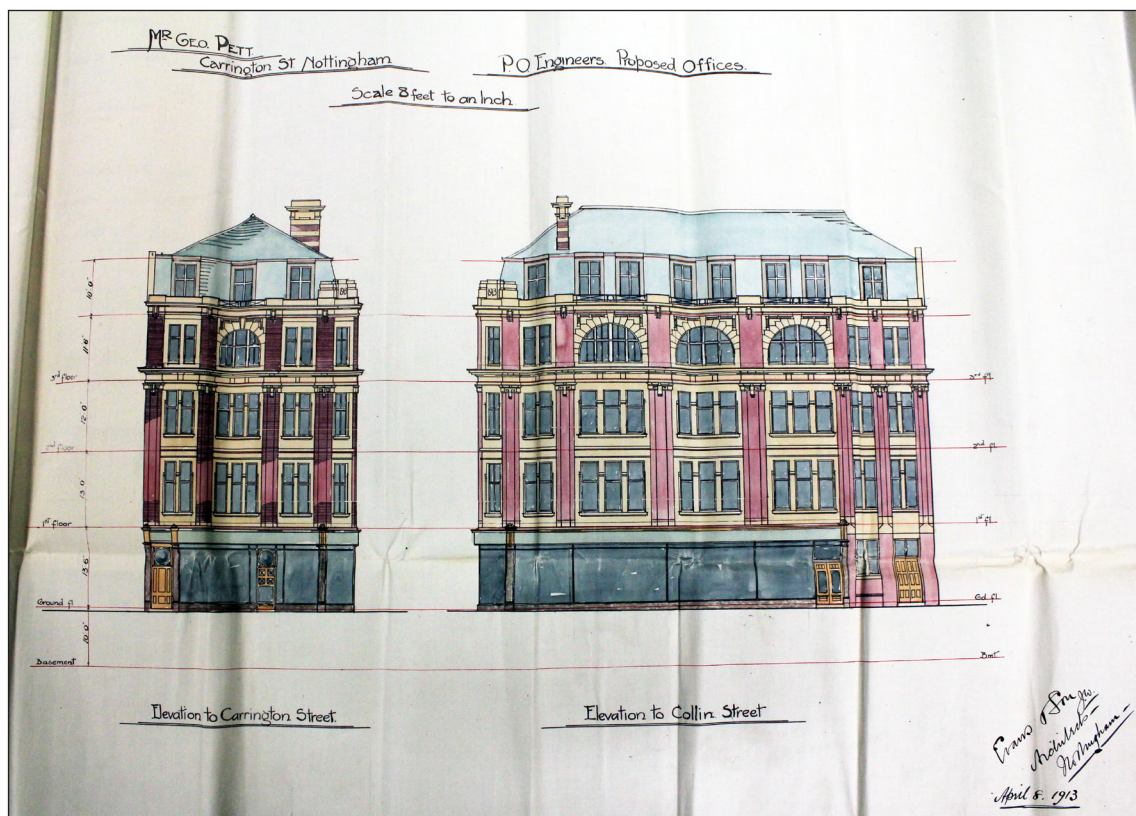 MR GEO. PETT.
Carrington St. Nottingham
P.O. Engineers. Proposed Offices.
Scale 8 feet to an Inch
10'.0"
11'.6"
3rd floor
12'.0"
2nd floor
13.0
1st floor
13'.6"
Ground fl
10'.0"
Basement
1913
2nd fl
1st fl
Gd fl
Bmt
Elevation to Carrington Street.
Elevation to Collin Street
Evans & Son
Architects
Nottingham
April 8. 1913